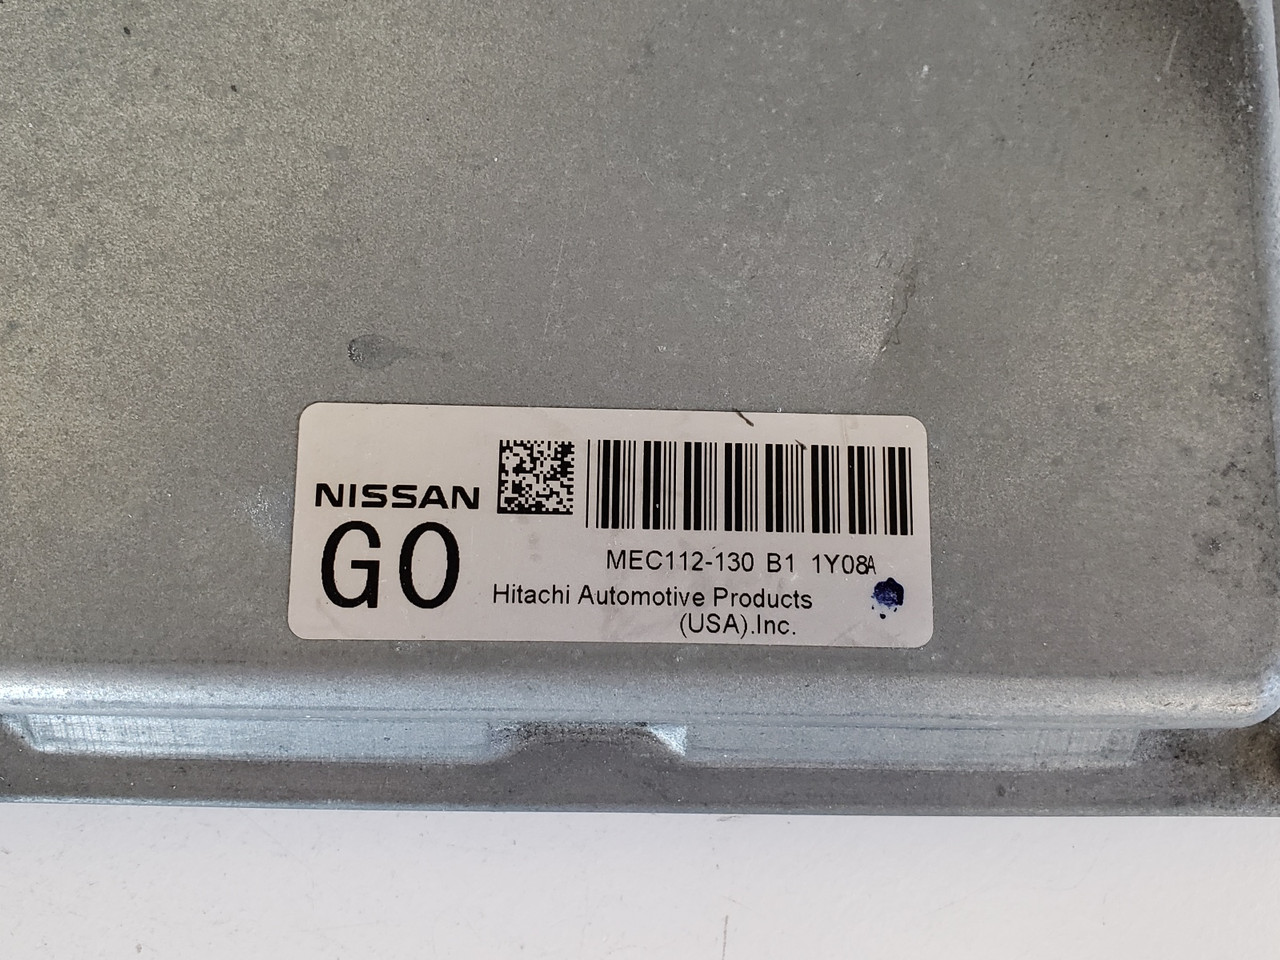 NISSAN
GO
MEC112-130 B1 1Y08A
Hitachi Automotive Products
(USA).Inc.